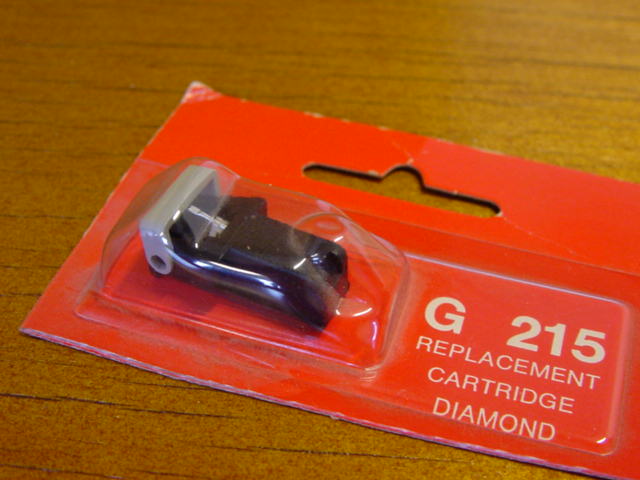 G 215
REPLACEMENT
CARTRIDGE
DIAMOND